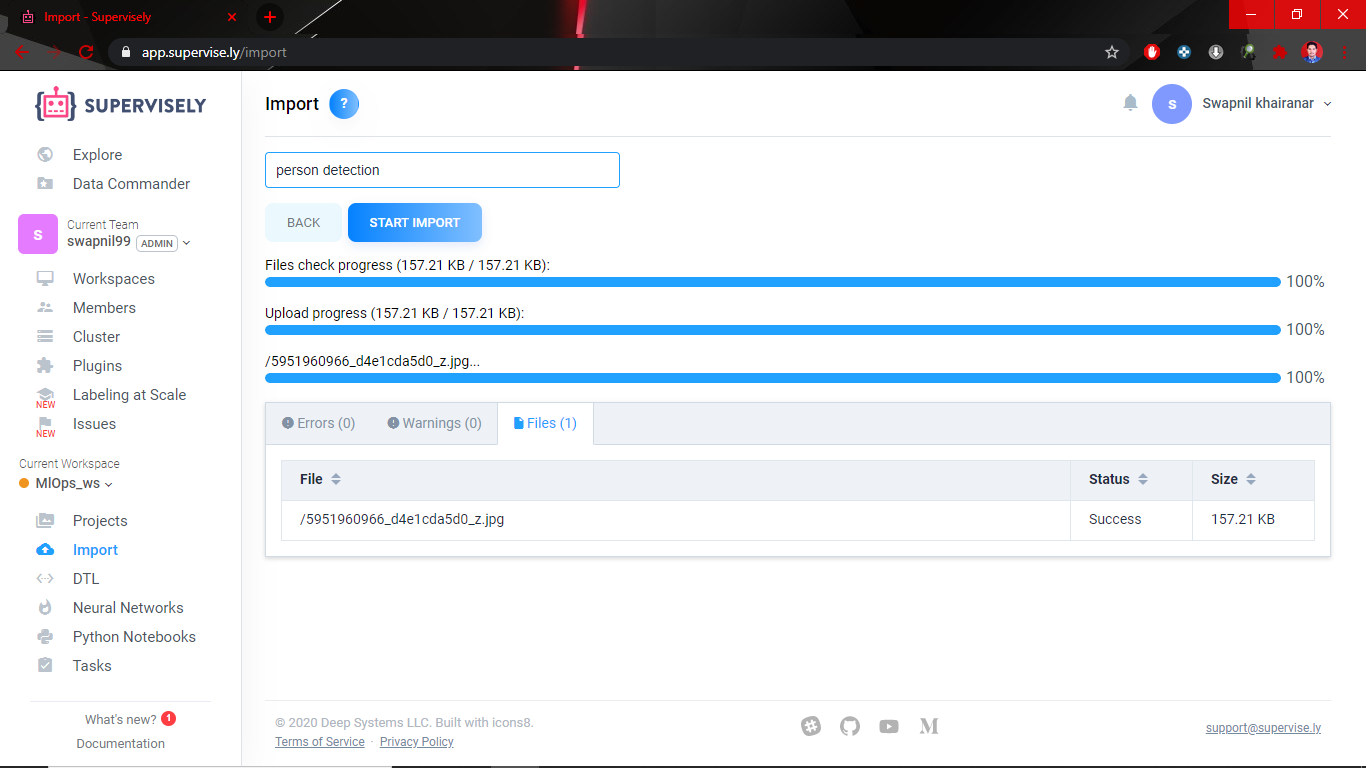 Import - Supervisely
app.supervise.ly/import
SUPERVISELY
Explore
Data Commander
S
Current Team
swapnil99 ADMIN
Workspaces
Members
Cluster
Plugins
Labeling at Scale
NEW
Issues
NEW
Current Workspace
MlOps_ws
Projects
Import
DTL
Neural Networks
Python Notebooks
Tasks
What's new? 1
Documentation
Import ?
S Swapnil khairanar
person detection
BACK START IMPORT
Files check progress (157.21 KB / 157.21 KB):
100%
Upload progress (157.21 KB / 157.21 KB):
100%
/5951960966_d4e1cda5d0_z.jpg...
100%
Errors (0) Warnings (0) Files (1)
File Status Size
/5951960966_d4e1cda5d0_z.jpg Success 157.21 KB
© 2020 Deep Systems LLC. Built with icons8.
Terms of Service · Privacy Policy
support@supervise.ly